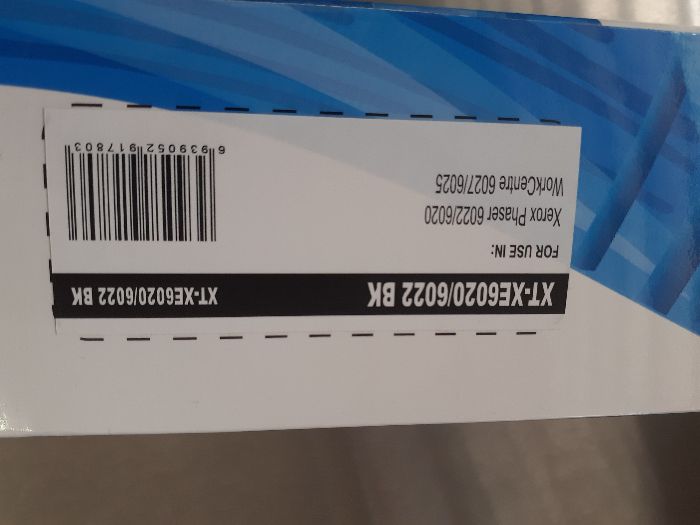 XT-XE6020/6022 BK
XT-XE6020/6022 BK
FOR USE IN:
Xerox Phaser 6022/6020
WorkCentre 6027/6025
6 939052 917803